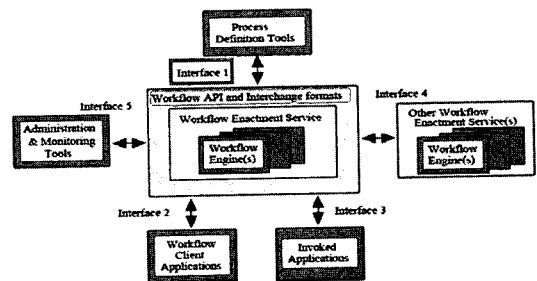 Process
Definition Tools
Interface 1
Workflow API and Interchange formats
Interface 5
Interface 4
Administration
& Monitoring
Tools
Workflow Enactment Service
Workflow
Engine(s)
Other Workflow
Enactment Service(s)
Workflow
Engine(s)
Interface 2
Interface 3
Workflow
Client
Applications
Invoked
Applications